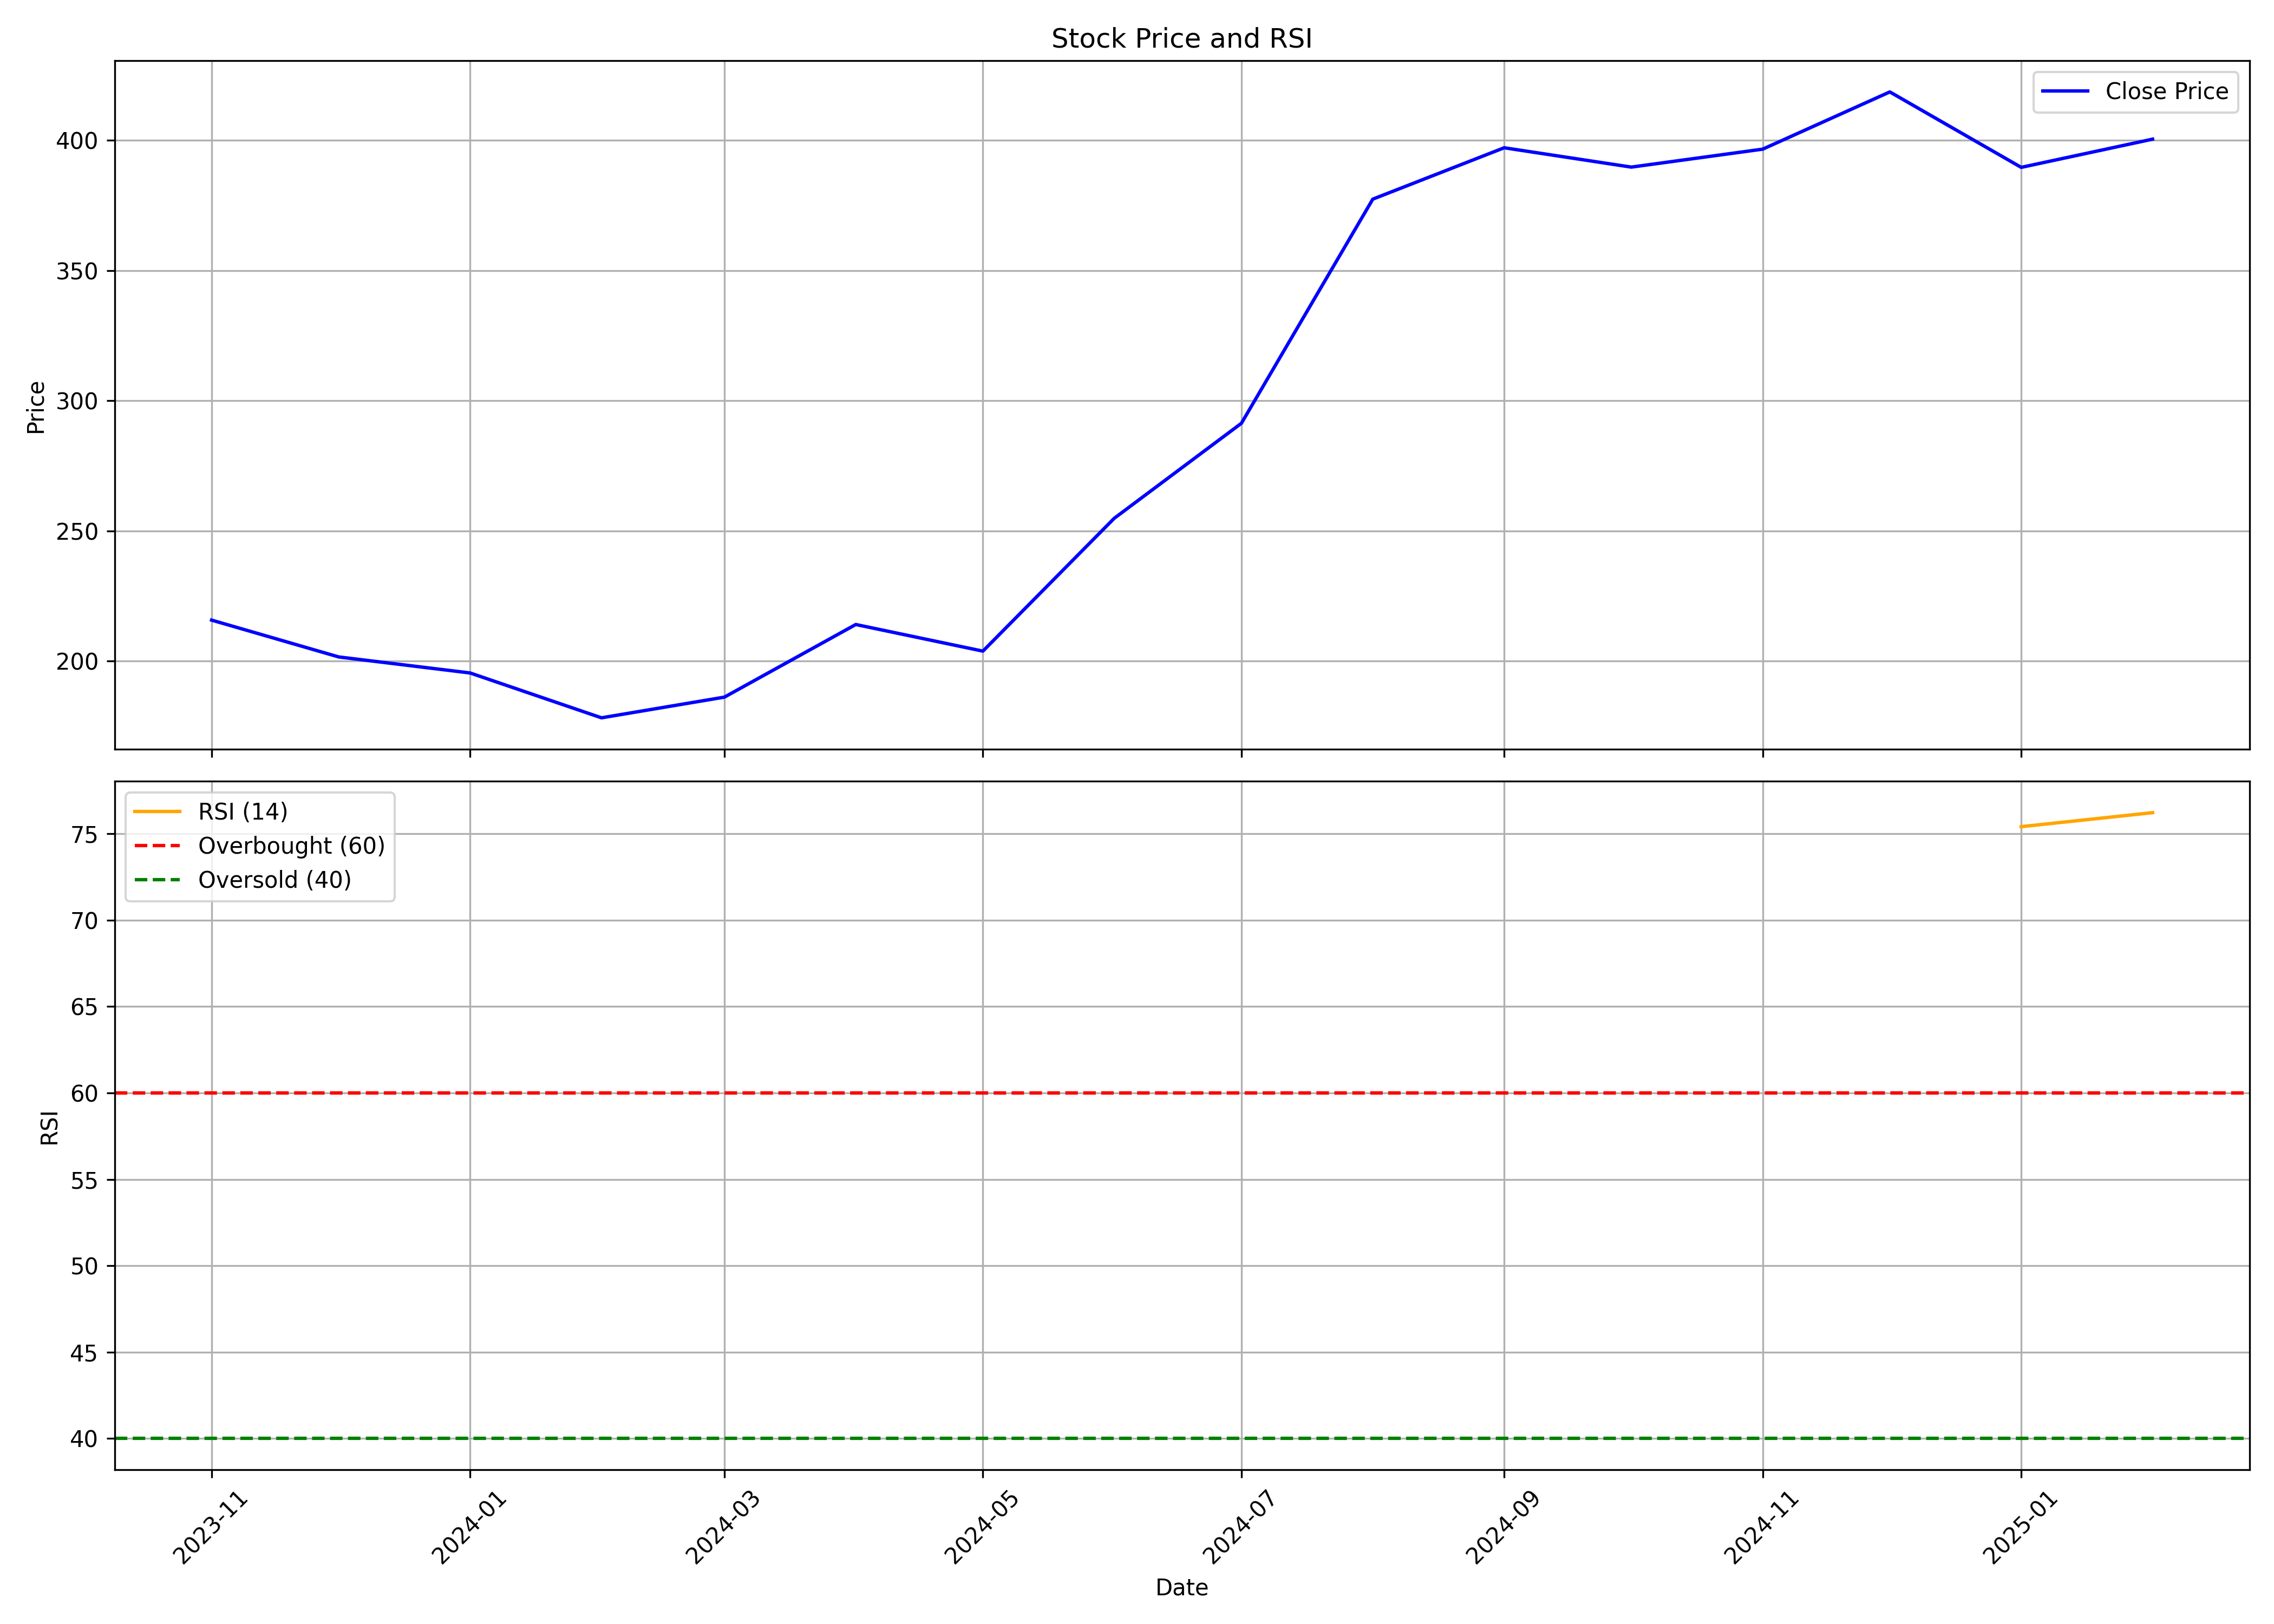 Stock Price and RSI
Close Price
400
350
300
250
200
Price
RSI (14)
Overbought (60)
Oversold (40)
75
70
65
60
55
50
45
40
RSI
2023-11
2024-01
2024-03
2024-05
2024-07
2024-09
2024-11
2025-01
Date